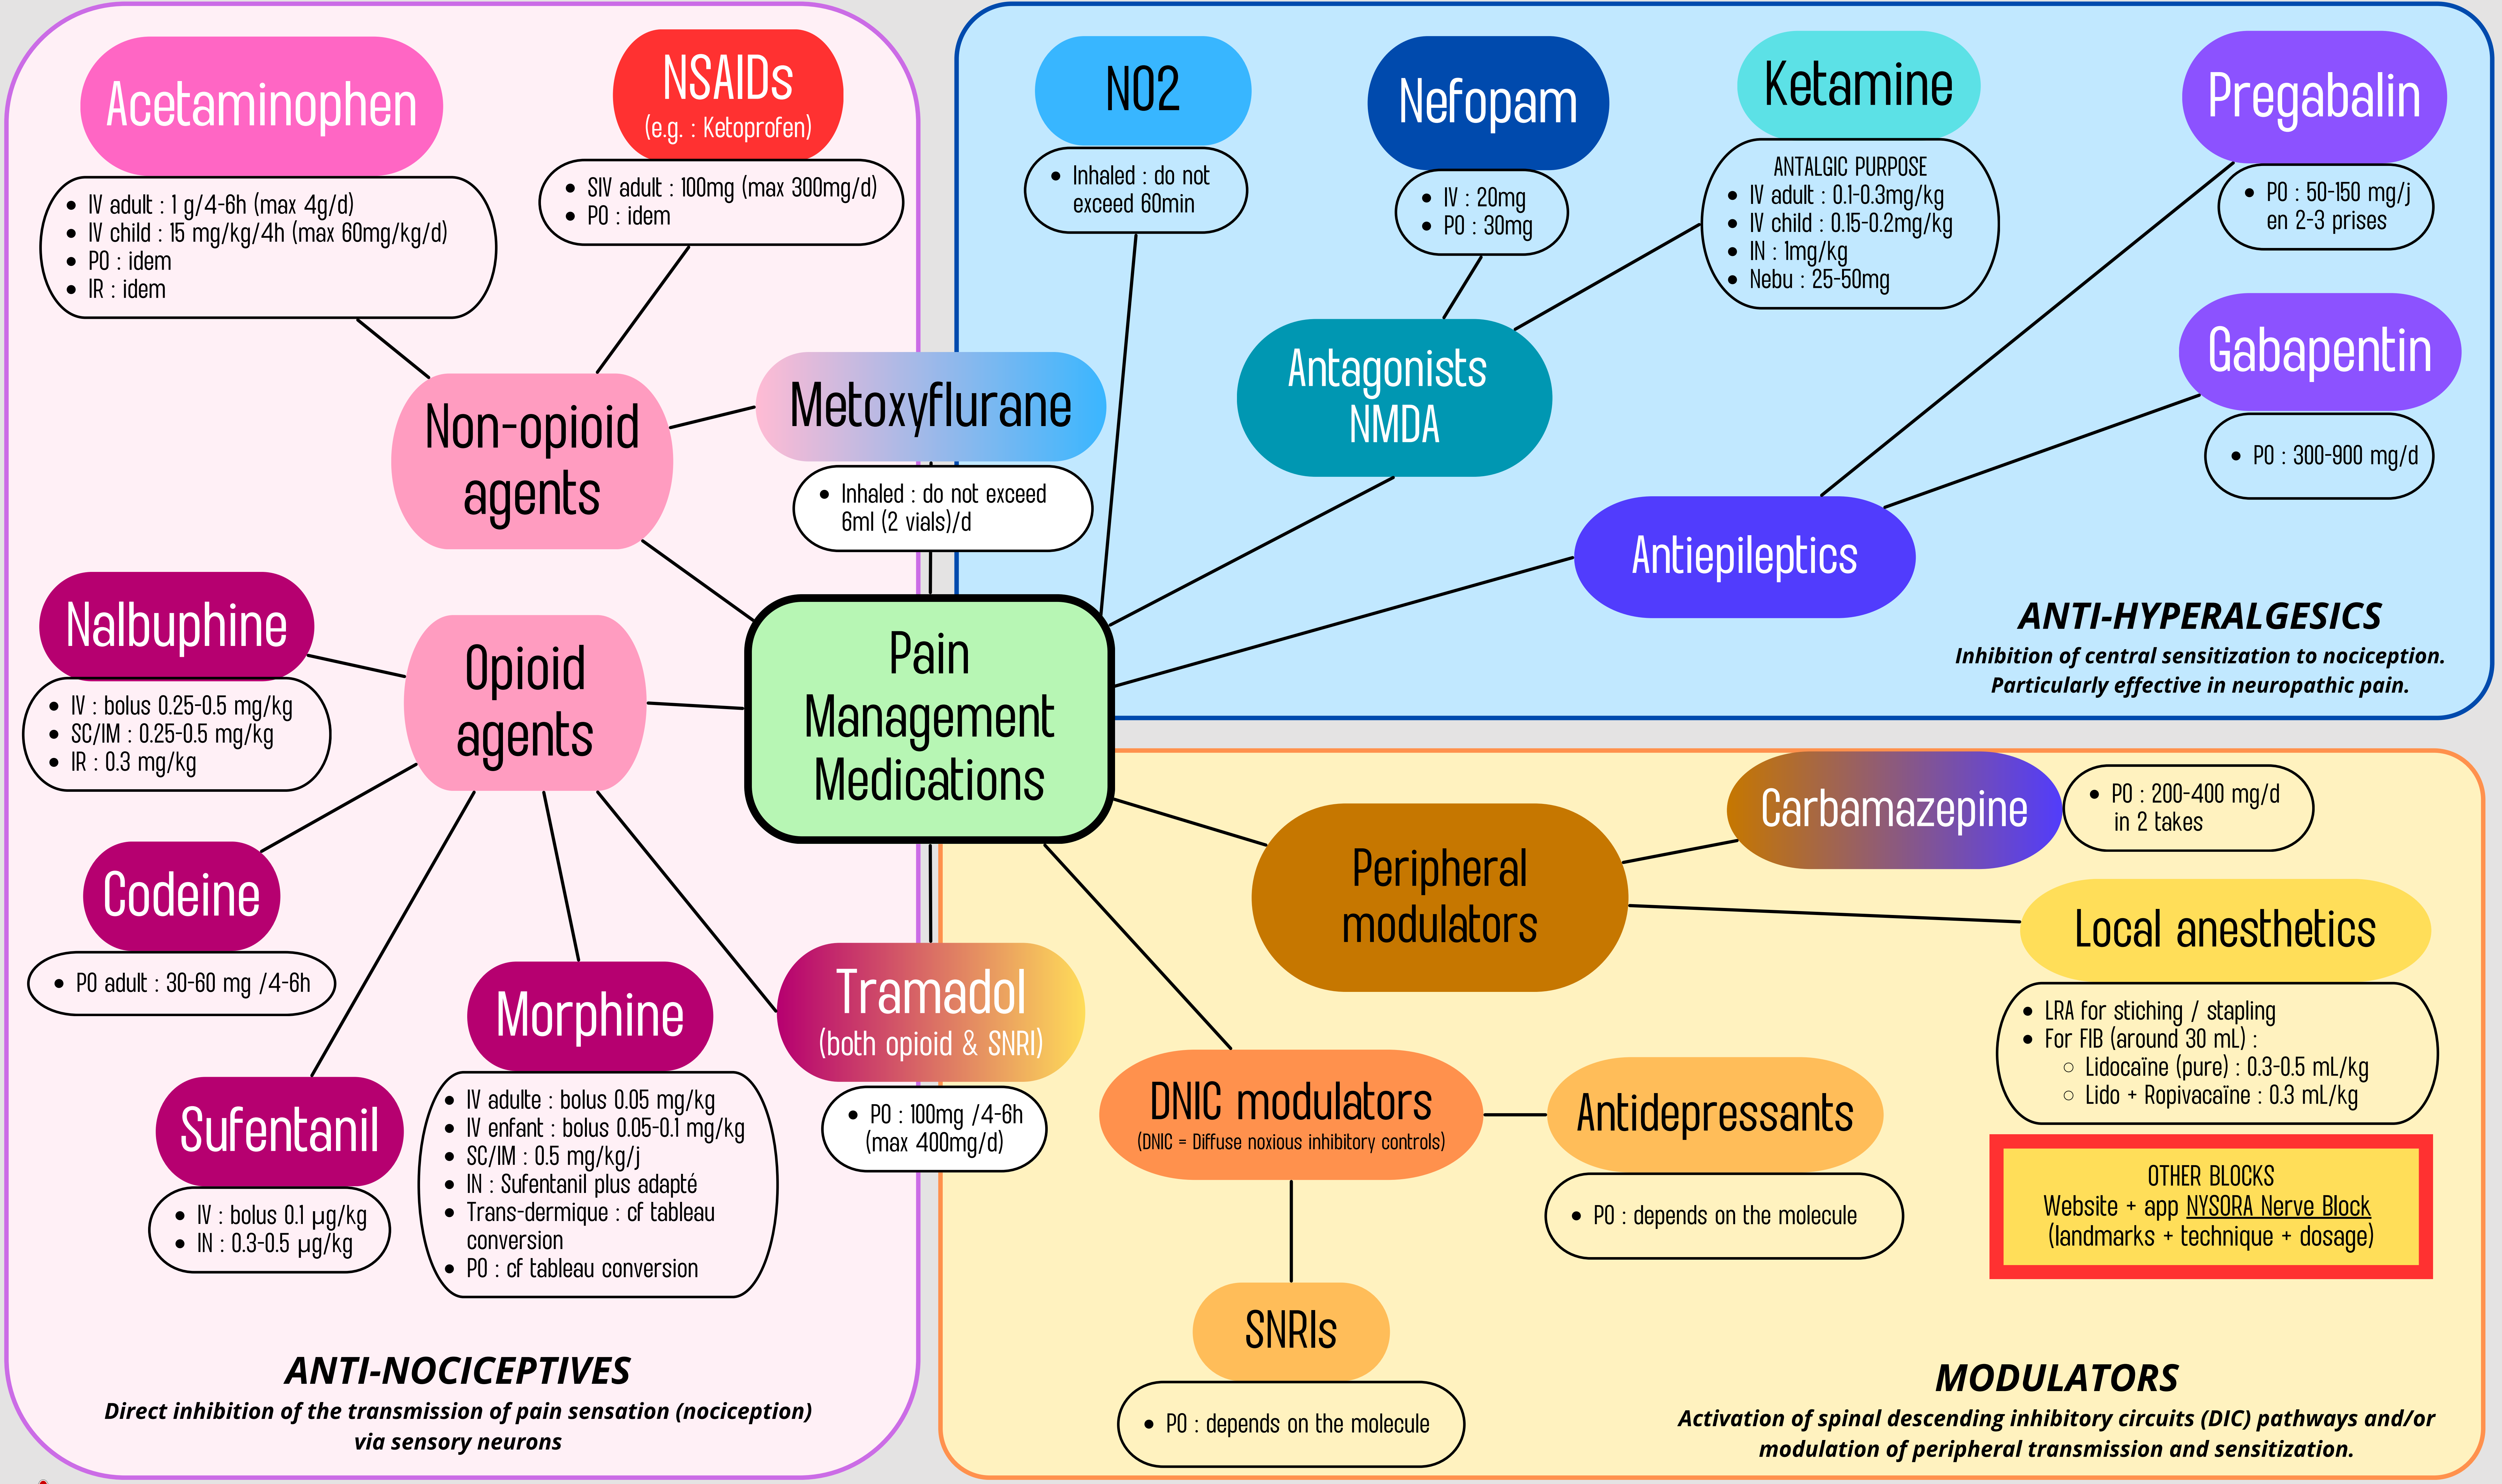 Acetaminophen
• IV adult : 1 g/4-6h (max 4g/d)
• IV child : 15 mg/kg/4h (max 60mg/kg/d)
• PO : idem
• IR : idem
NSAIDs
(e.g. : Ketoprofen)
• SIV adult : 100mg (max 300mg/d)
• PO : idem
Non-opioid
agents
Metoxyflurane
• Inhaled : do not exceed
6ml (2 vials)/d
Nalbuphine
• IV : bolus 0.25-0.5 mg/kg
• SC/IM : 0.25-0.5 mg/kg
• IR : 0.3 mg/kg
Opioid
agents
Codeine
• PO adult : 30-60 mg /4-6h
Sufentanil
• IV : bolus 0.1 µg/kg
• IN : 0.3-0.5 µg/kg
Morphine
• IV adulte : bolus 0.05 mg/kg
• IV enfant : bolus 0.05-0.1 mg/kg
• SC/IM : 0.5 mg/kg/j
• IN : Sufentanil plus adapté
• Trans-dermique : cf tableau
conversion
• PO : cf tableau conversion
Tramadol
(both opioid & SNRI)
• PO : 100mg /4-6h
(max 400mg/d)
ANTI-NOCICEPTIVES
Direct inhibition of the transmission of pain sensation (nociception)
via sensory neurons
Pain
Management
Medications
NO2
• Inhaled : do not
exceed 60min
Nefopam
• IV : 20mg
• PO : 30mg
Ketamine
ANTALGIC PURPOSE
• IV adult : 0.1-0.3mg/kg
• IV child : 0.15-0.2mg/kg
• IN : 1mg/kg
• Nebu : 25-50mg
Antagonists
NMDA
Pregabalin
• PO : 50-150 mg/j
en 2-3 prises
Gabapentin
• PO : 300-900 mg/d
Antiepileptics
ANTI-HYPERALGESICS
Inhibition of central sensitization to nociception.
Particularly effective in neuropathic pain.
Peripheral
modulators
Carbamazepine
• PO : 200-400 mg/d
in 2 takes
Local anesthetics
• LRA for stiching / stapling
• For FIB (around 30 mL) :
○ Lidocaïne (pure) : 0.3-0.5 mL/kg
○ Lido + Ropivacaïne : 0.3 mL/kg
OTHER BLOCKS
Website + app NYSORA Nerve Block
(landmarks + technique + dosage)
DNIC modulators
(DNIC = Diffuse noxious inhibitory controls)
Antidepressants
• PO : depends on the molecule
SNRIs
• PO : depends on the molecule
MODULATORS
Activation of spinal descending inhibitory circuits (DIC) pathways and/or
modulation of peripheral transmission and sensitization.